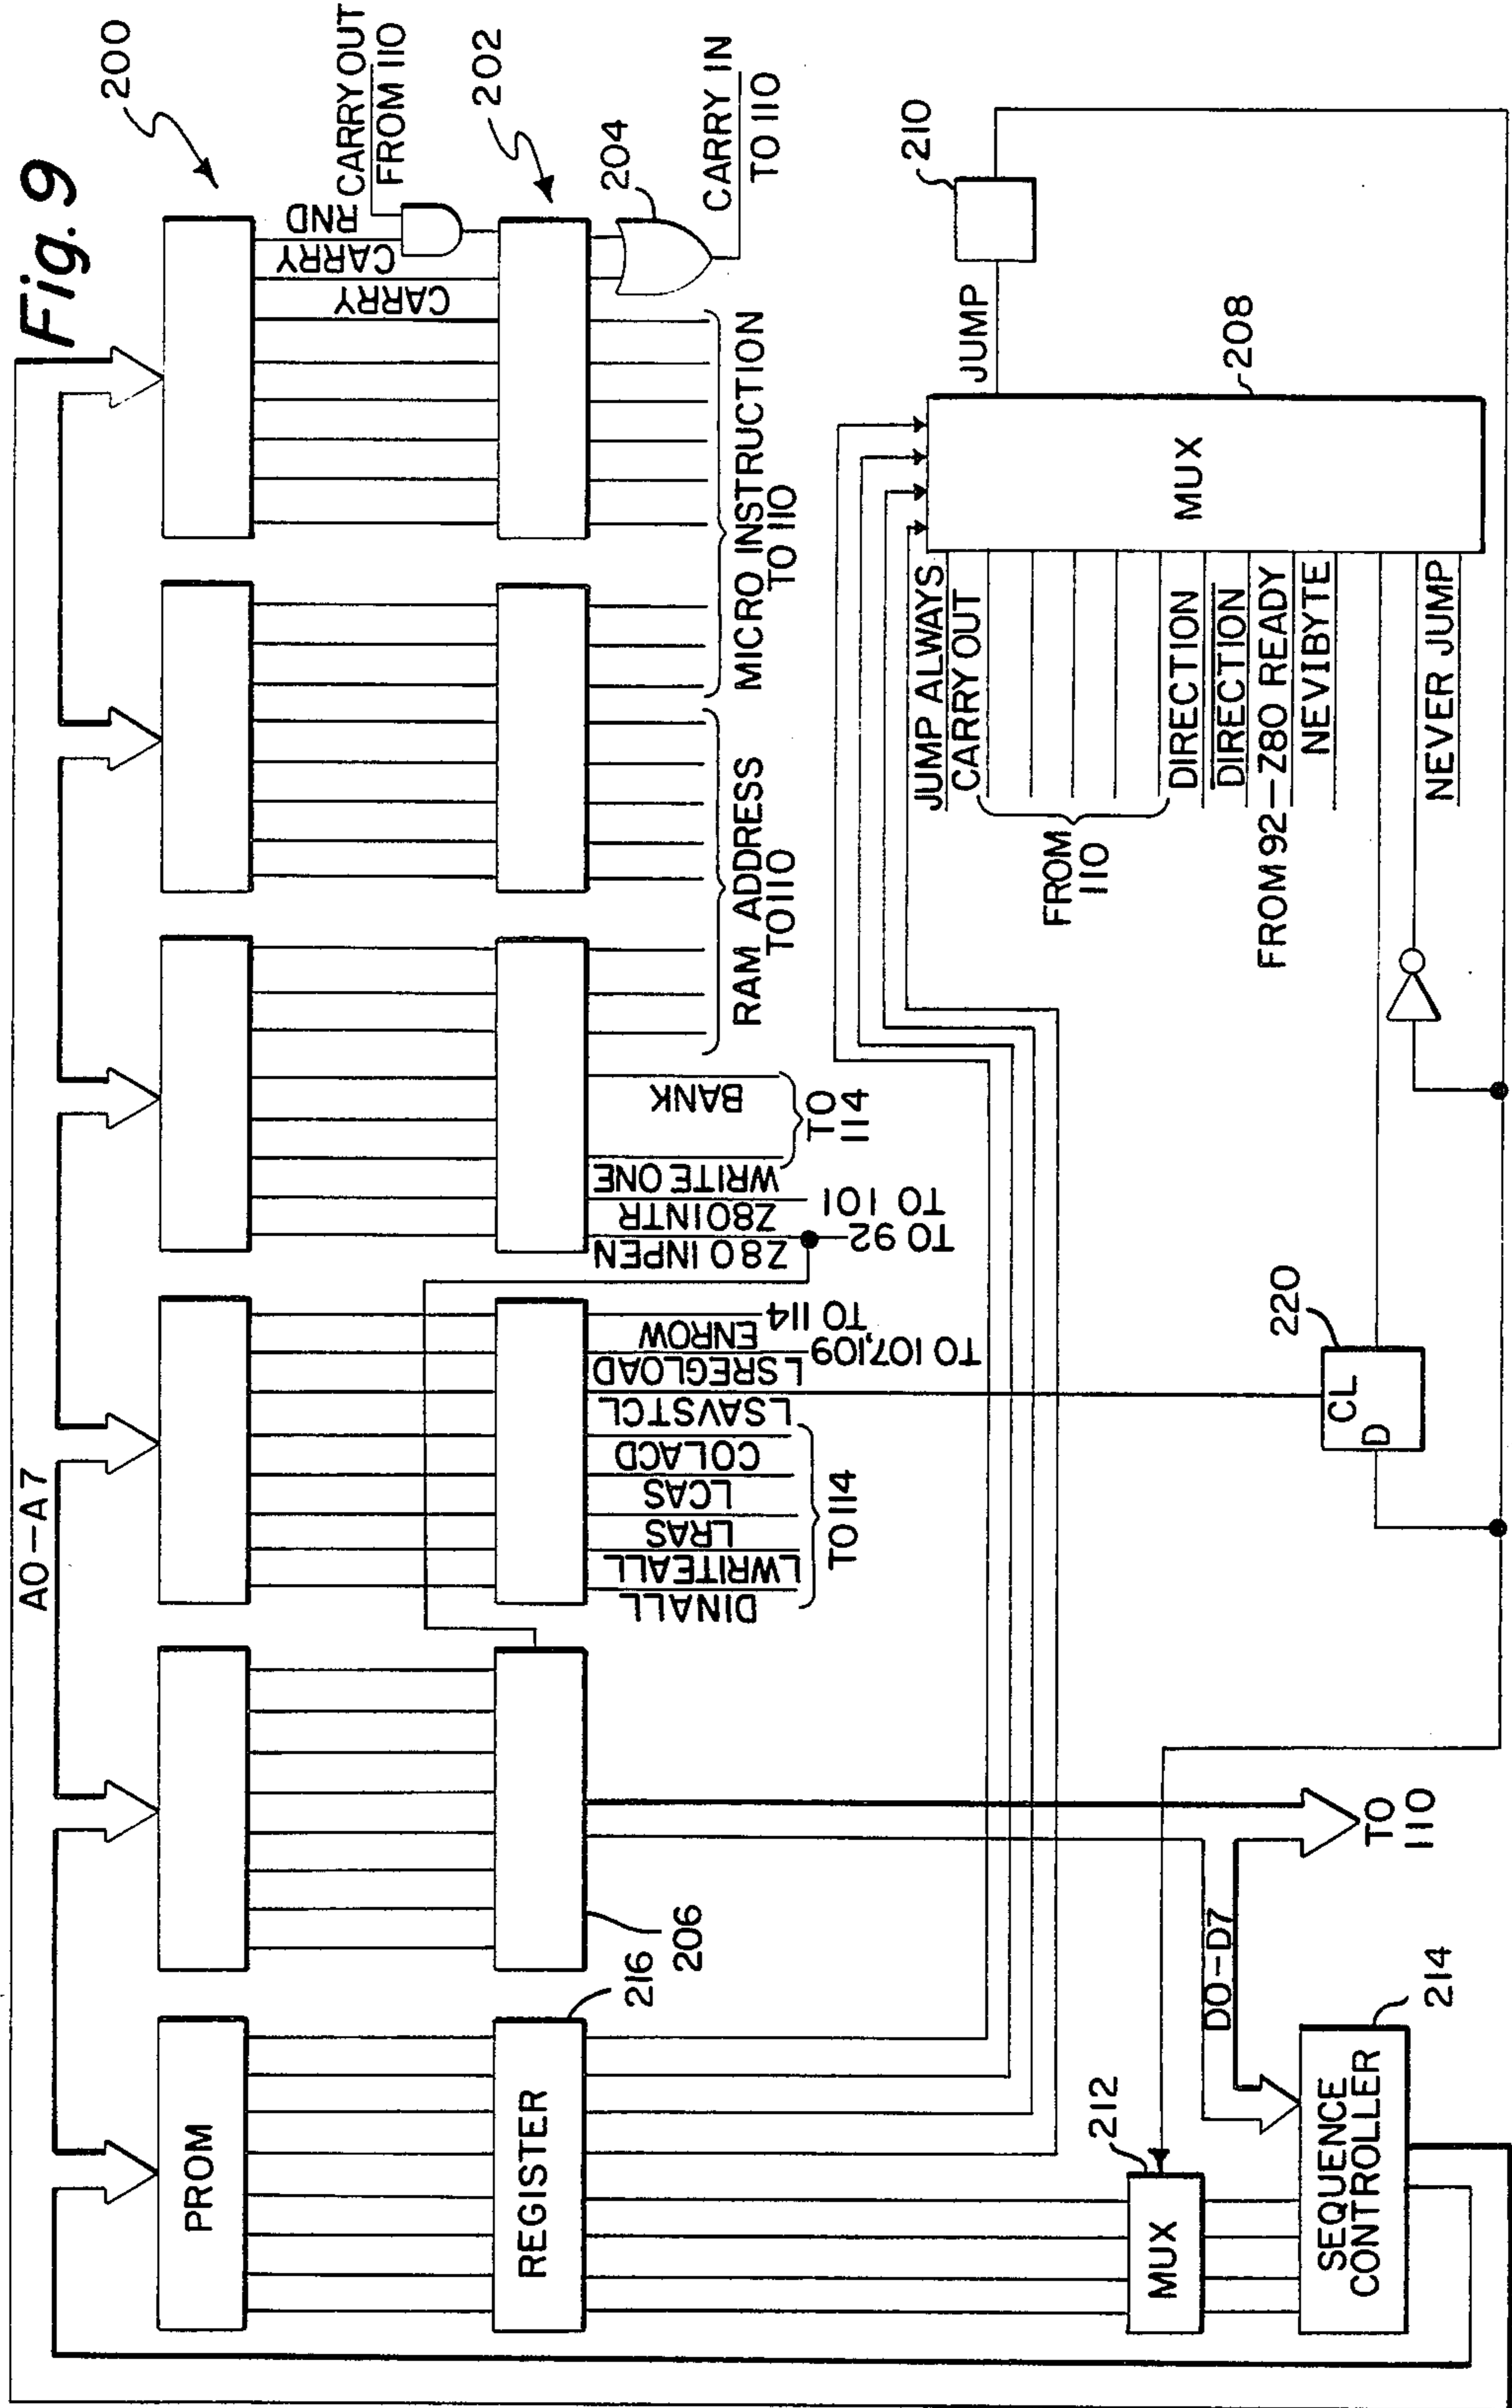 Fig. 9
200
A0-A7
PROM
RND
CARRY
CARRY
CARRY OUT
FROM 110
202
204
CARRY IN
TO 110
REGISTER
216
206
DINALL
LWRITEALL
LRAS
LCAS
COLACD
LSAVSTCL
LSREGLOAD
ENROW
TO 114
TO 107,109
TO 114
Z80 INPEN
Z80INTR
WRITE ONE
BANK
TO 92
TO 101
TO
114
RAM ADDRESS
TO 110
MICRO INSTRUCTION
TO 110
JUMP ALWAYS
CARRY OUT
FROM
110
DIRECTION
DIRECTION
FROM 92-Z80 READY
NEVIBYTE
NEVER JUMP
MUX
208
JUMP
210
220
CL
D
212
MUX
D0-D7
TO
110
SEQUENCE
CONTROLLER
214